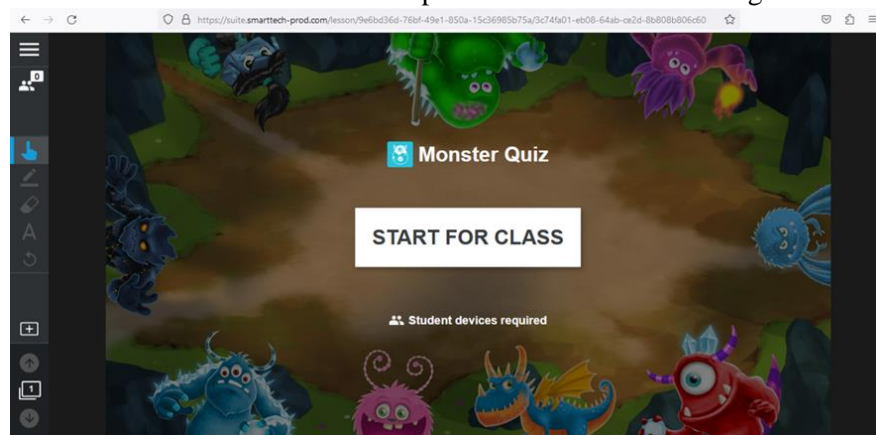 https://suite.smarttech-prod.com/lesson/9e6bd36d-76bf-49e1-850a-15c36985b75a/3c74fa01-eb08-64ab-ce2d-8b808b806c60
0
Monster Quiz
START FOR CLASS
Student devices required
A
1